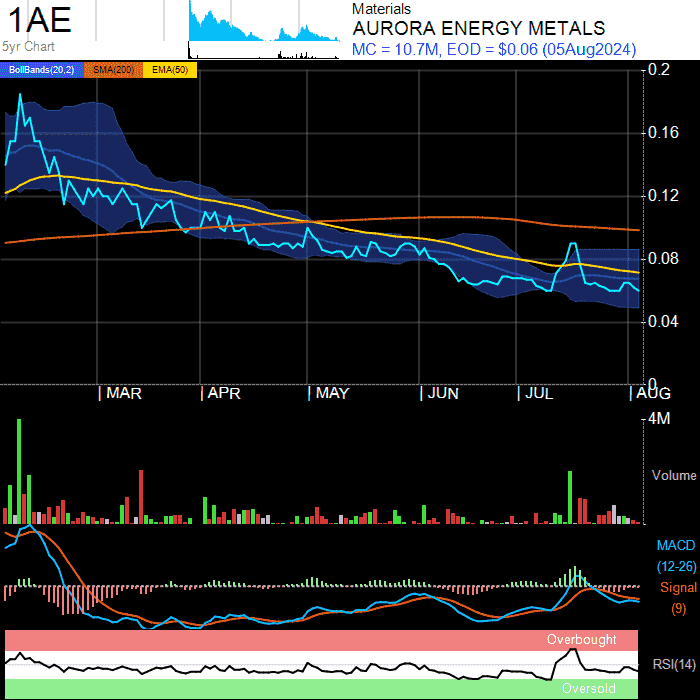 1AE
5yr Chart
Materials
AURORA ENERGY METALS
MC = 10.7M, EOD = $0.06 (05Aug2024)
BollBands(20,2) SMA(200) EMA(50)
0.2
0.16
0.12
0.08
0.04
0
| MAR | APR | MAY | JUN | JUL | AUG
4M
Volume
MACD
(12-26)
Signal
(9)
Overbought
RSI(14)
Oversold